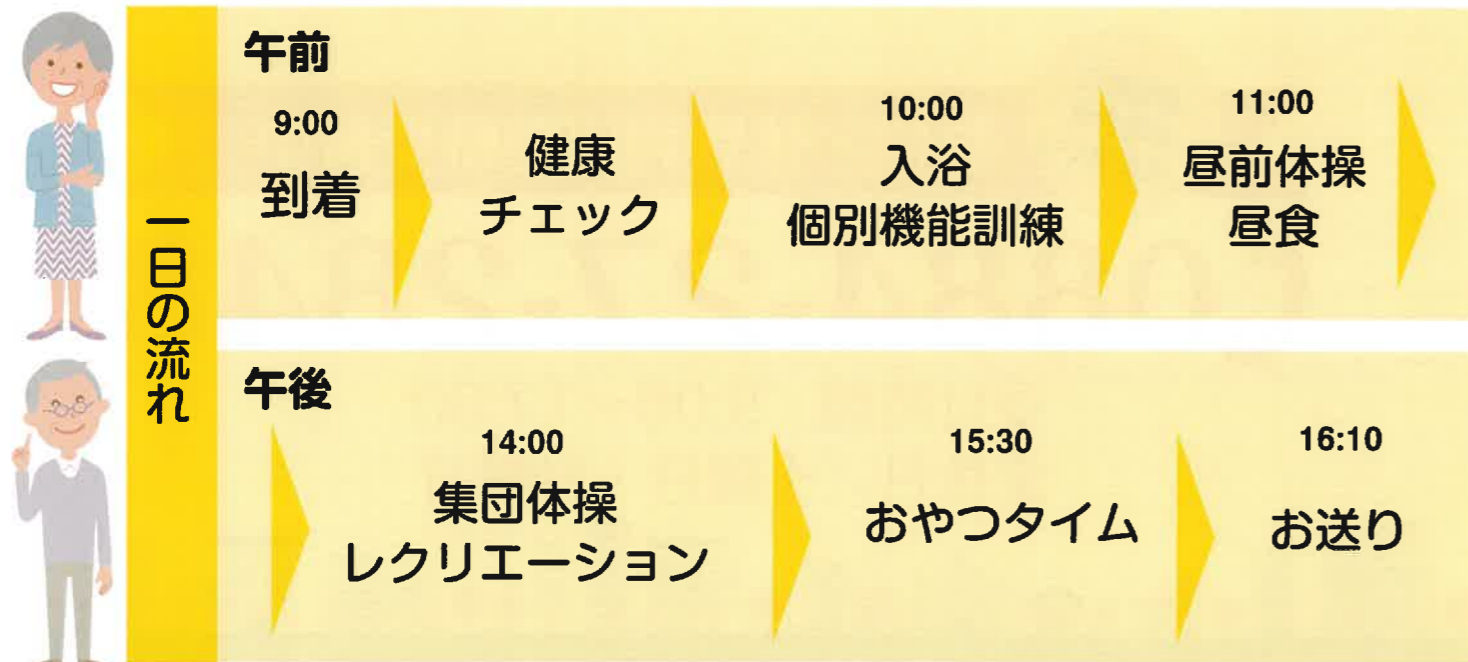 一日の流れ
午前
9:00
到着
健康
チェック
10:00
入浴
個別機能訓練
11:00
昼前体操
昼食
午後
14:00
集団体操
レクリエーション
15:30
おやつタイム
16:10
お送り